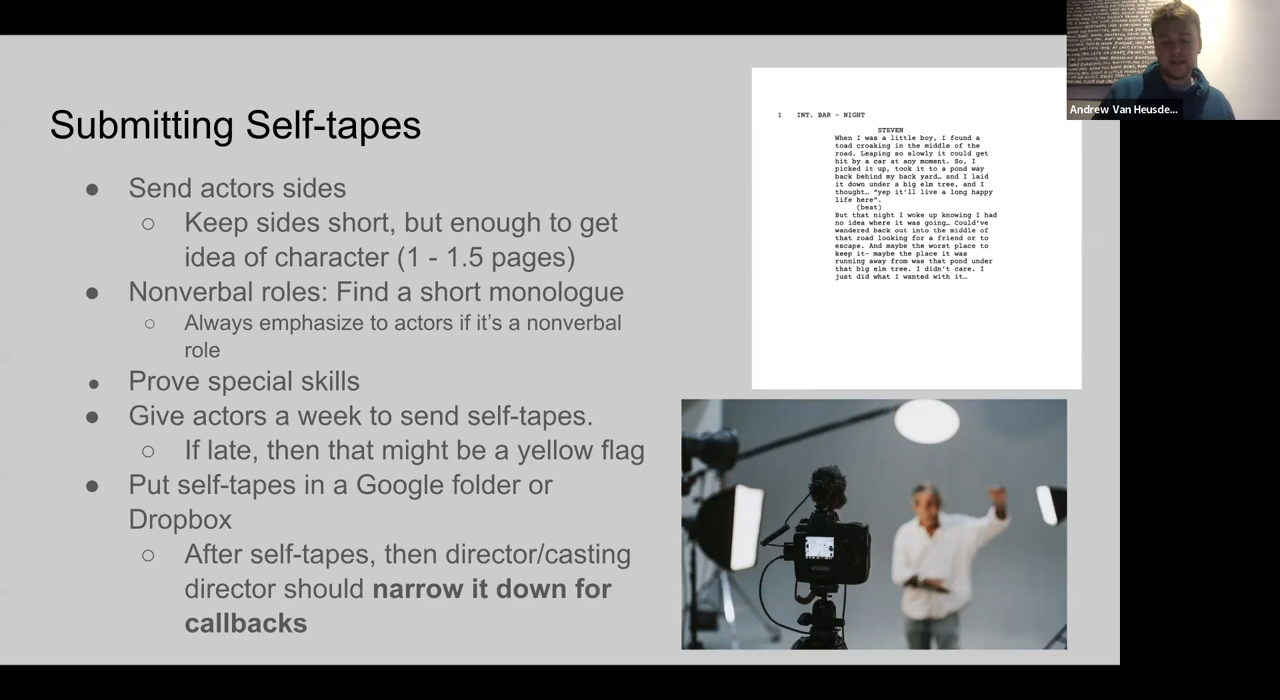 Submitting Self-tapes
● Send actors sides
○ Keep sides short, but enough to get
idea of character (1 - 1.5 pages)
● Nonverbal roles: Find a short monologue
○ Always emphasize to actors if it's a nonverbal
role
● Prove special skills
● Give actors a week to send self-tapes.
○ If late, then that might be a yellow flag
● Put self-tapes in a Google folder or
Dropbox
○ After self-tapes, then director/casting
director should narrow it down for
callbacks
1 INT. BAR - NIGHT
STEVEN
When I was a little boy, I found a
toad croaking in the middle of the
road. Leaping so slowly it could get
hit by a car at any moment. So, I
picked it up, took it to a pond way
back behind my back yard… and I laid
it down under a big elm tree, and I
thought… "yep it'll live a long happy
life here".
(beat)
But that night I woke up knowing I had
no idea where it was going… Could've
wandered back out into the middle of
that road looking for a friend or to
escape. And maybe the worst place to
keep it- maybe the place it was
running away from was that pond under
that big elm tree. I didn't care. I
just did what I wanted with it…
Andrew Van Heusde...